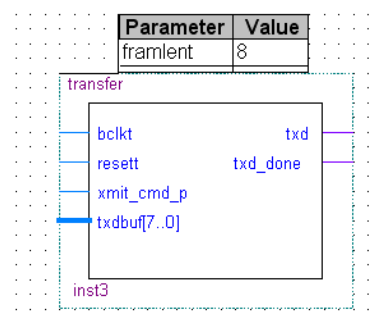 Parameter Value
framlent 8
transfer
bclkt txd
resett txd_done
xmit_cmd_p
txdbuf[7..0]
inst3